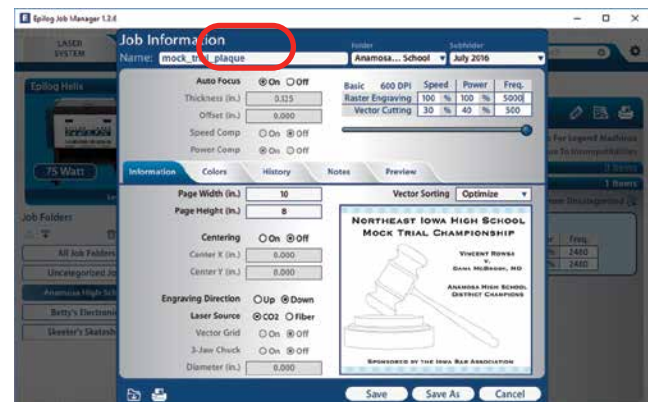 Epilog Job Manager 1.2.6
LASER
SYSTEM
Job Information
Folder
Subfolder
Name: mock_trial_plaque
Anamosa... School
July 2016
Epilog Helix
75 Watt
Job Folders
All Job Folders
Uncategorized Jo
Anamosa High Sch
Betty's Electroni
Skeeter's Skatesh
Auto Focus On Off
Thickness (in.) 0.125
Offset (in.) 0.000
Speed Comp On Off
Power Comp On Off
Basic 600 DPI Speed Power Freq.
Raster Engraving 100 % 100 % 5000
Vector Cutting 30 % 40 % 500
Information Colors History Notes Preview
Page Width (in.) 10
Page Height (in.) 8
Centering On Off
Center X (in.) 0.000
Center Y (in.) 0.000
Engraving Direction Up Down
Laser Source CO2 Fiber
Vector Grid On Off
3-Jaw Chuck On Off
Diameter (in.) 0.000
Vector Sorting Optimize
Northeast Iowa High School
Mock Trial Championship
v.
Anamosa High School
District Champions
Sponsored by the Iowa Bar Association
0 Items
1 Items
Freq.
2460
2460
Save Save As Cancel